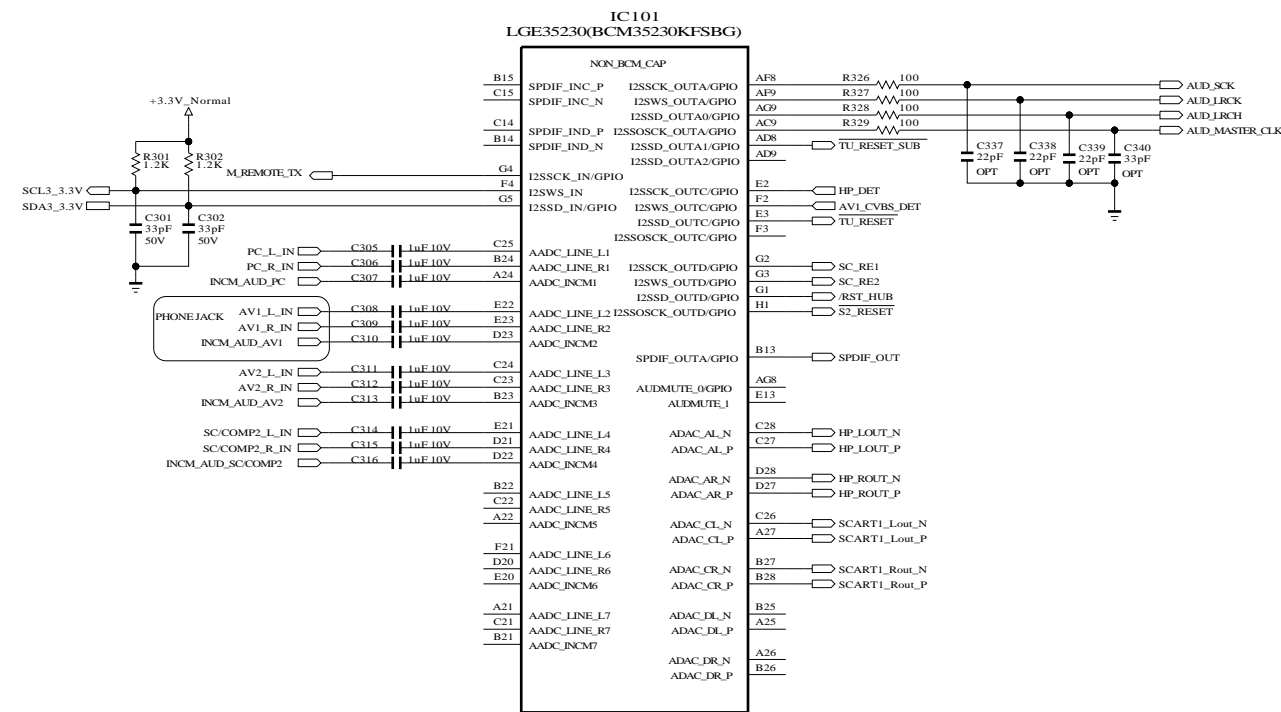 IC101
LGE35230(BCM35230KFSBG)
NON_BCM_CAP
+3.3V_Normal
R301
1.2K
R302
1.2K
M_REMOTE_TX
SCL3_3.3V
SDA3_3.3V
C301
33pF
50V
C302
33pF
50V
B15 SPDIF_INC_P
C15 SPDIF_INC_N
C14 SPDIF_IND_P
B14 SPDIF_IND_N
G4 I2SSCK_IN/GPIO
F4 I2SWS_IN
G5 I2SSD_IN/GPIO
PC_L_IN C305 1uF 10V C25 AADC_LINE_L1
PC_R_IN C306 1uF 10V B24 AADC_LINE_R1
INCM_AUD_PC C307 1uF 10V A24 AADC_INCM1
PHONE JACK
AV1_L_IN C308 1uF 10V E22 AADC_LINE_L2
AV1_R_IN C309 1uF 10V E23 AADC_LINE_R2
INCM_AUD_AV1 C310 1uF 10V D23 AADC_INCM2
AV2_L_IN C311 1uF 10V C24 AADC_LINE_L3
AV2_R_IN C312 1uF 10V C23 AADC_LINE_R3
INCM_AUD_AV2 C313 1uF 10V B23 AADC_INCM3
SC/COMP2_L_IN C314 1uF 10V E21 AADC_LINE_L4
SC/COMP2_R_IN C315 1uF 10V D21 AADC_LINE_R4
INCM_AUD_SC/COMP2 C316 1uF 10V D22 AADC_INCM4
B22 AADC_LINE_L5
C22 AADC_LINE_R5
A22 AADC_INCM5
F21 AADC_LINE_L6
D20 AADC_LINE_R6
E20 AADC_INCM6
A21 AADC_LINE_L7
C21 AADC_LINE_R7
B21 AADC_INCM7
I2SSCK_OUTA/GPIO AF8 R326 100 AUD_SCK
I2SWS_OUTA/GPIO AF9 R327 100 AUD_LRCK
I2SSD_OUTA0/GPIO AG9 R328 100 AUD_LRCH
I2SSOSCK_OUTA/GPIO AC9 R329 100 AUD_MASTER_CLK
I2SSD_OUTA1/GPIO AD8 TU_RESET_SUB
I2SSD_OUTA2/GPIO AD9
C337
22pF
OPT
C338
22pF
OPT
C339
22pF
OPT
C340
33pF
OPT
I2SSCK_OUTC/GPIO E2 HP_DET
I2SWS_OUTC/GPIO F2 AV1_CVBS_DET
I2SSD_OUTC/GPIO E3 TU_RESET
I2SSOSCK_OUTC/GPIO F3
I2SSCK_OUTD/GPIO G2 SC_RE1
I2SWS_OUTD/GPIO G3 SC_RE2
I2SSD_OUTD/GPIO G1 /RST_HUB
I2SSOSCK_OUTD/GPIO H1 S2_RESET
SPDIF_OUTA/GPIO B13 SPDIF_OUT
AUDMUTE_0/GPIO AG8
AUDMUTE_1 E13
ADAC_AL_N C28 HP_LOUT_N
ADAC_AL_P C27 HP_LOUT_P
ADAC_AR_N D28 HP_ROUT_N
ADAC_AR_P D27 HP_ROUT_P
ADAC_CL_N C26 SCART1_Lout_N
ADAC_CL_P A27 SCART1_Lout_P
ADAC_CR_N B27 SCART1_Rout_N
ADAC_CR_P B28 SCART1_Rout_P
ADAC_DL_N B25
ADAC_DL_P A25
ADAC_DR_N A26
ADAC_DR_P B26